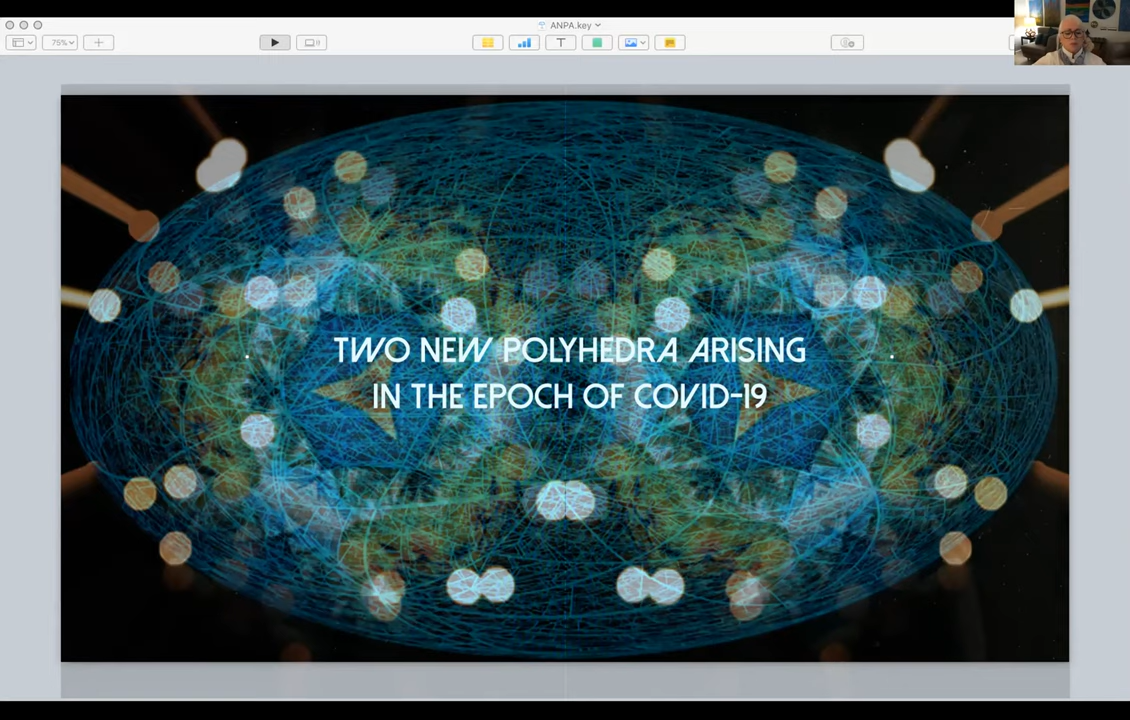 ANPA.key
75%
TWO NEW POLYHEDRA ARISING
IN THE EPOCH OF COVID-19